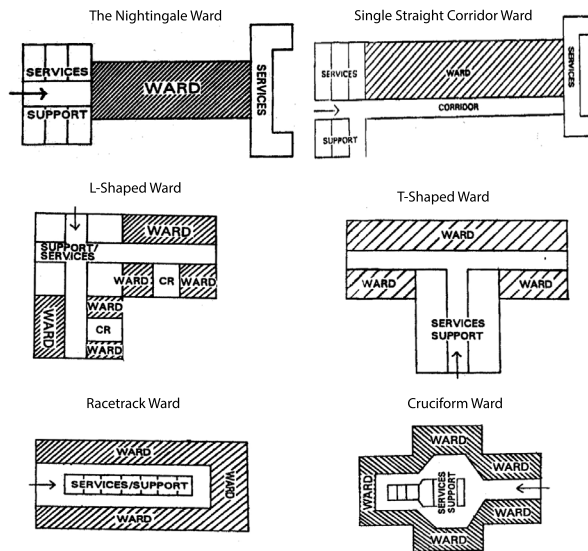 The Nightingale Ward
SERVICES
WARD
SUPPORT
SERVICES
Single Straight Corridor Ward
SERVICES
WARD
CORRIDOR
SUPPORT
SERVICES
L-Shaped Ward
WARD
SUPPORT/
SERVICES
WARD
CR
WARD
WARD
WARD
CR
WARD
T-Shaped Ward
WARD
WARD
WARD
SERVICES
SUPPORT
Racetrack Ward
WARD
SERVICES/SUPPORT
WARD
WARD
Cruciform Ward
WARD
WARD
WARD
SERVICES
SUPPORT
WARD
WARD